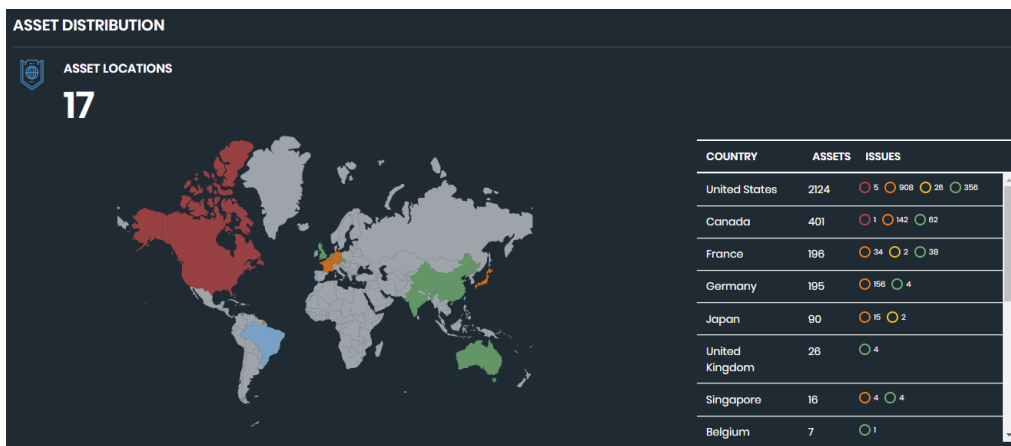 ASSET DISTRIBUTION
ASSET LOCATIONS
17
COUNTRY ASSETS ISSUES
United States 2124 5 908 28 356
Canada 401 1 142 62
France 196 34 2 38
Germany 195 156 4
Japan 90 15 2
United
Kingdom 26 4
Singapore 16 4 4
Belgium 7 1